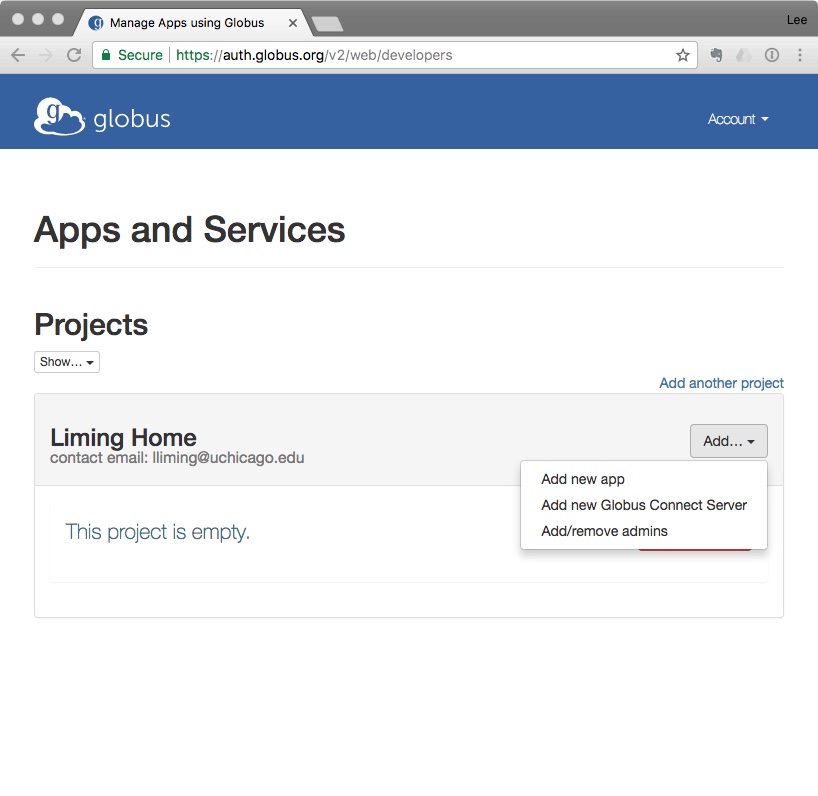 Manage Apps using Globus
Lee
Secure https://auth.globus.org/v2/web/developers
globus
Account
Apps and Services
Projects
Show...
Add another project
Liming Home
contact email: lliming@uchicago.edu
Add...
Add new app
Add new Globus Connect Server
Add/remove admins
This project is empty.